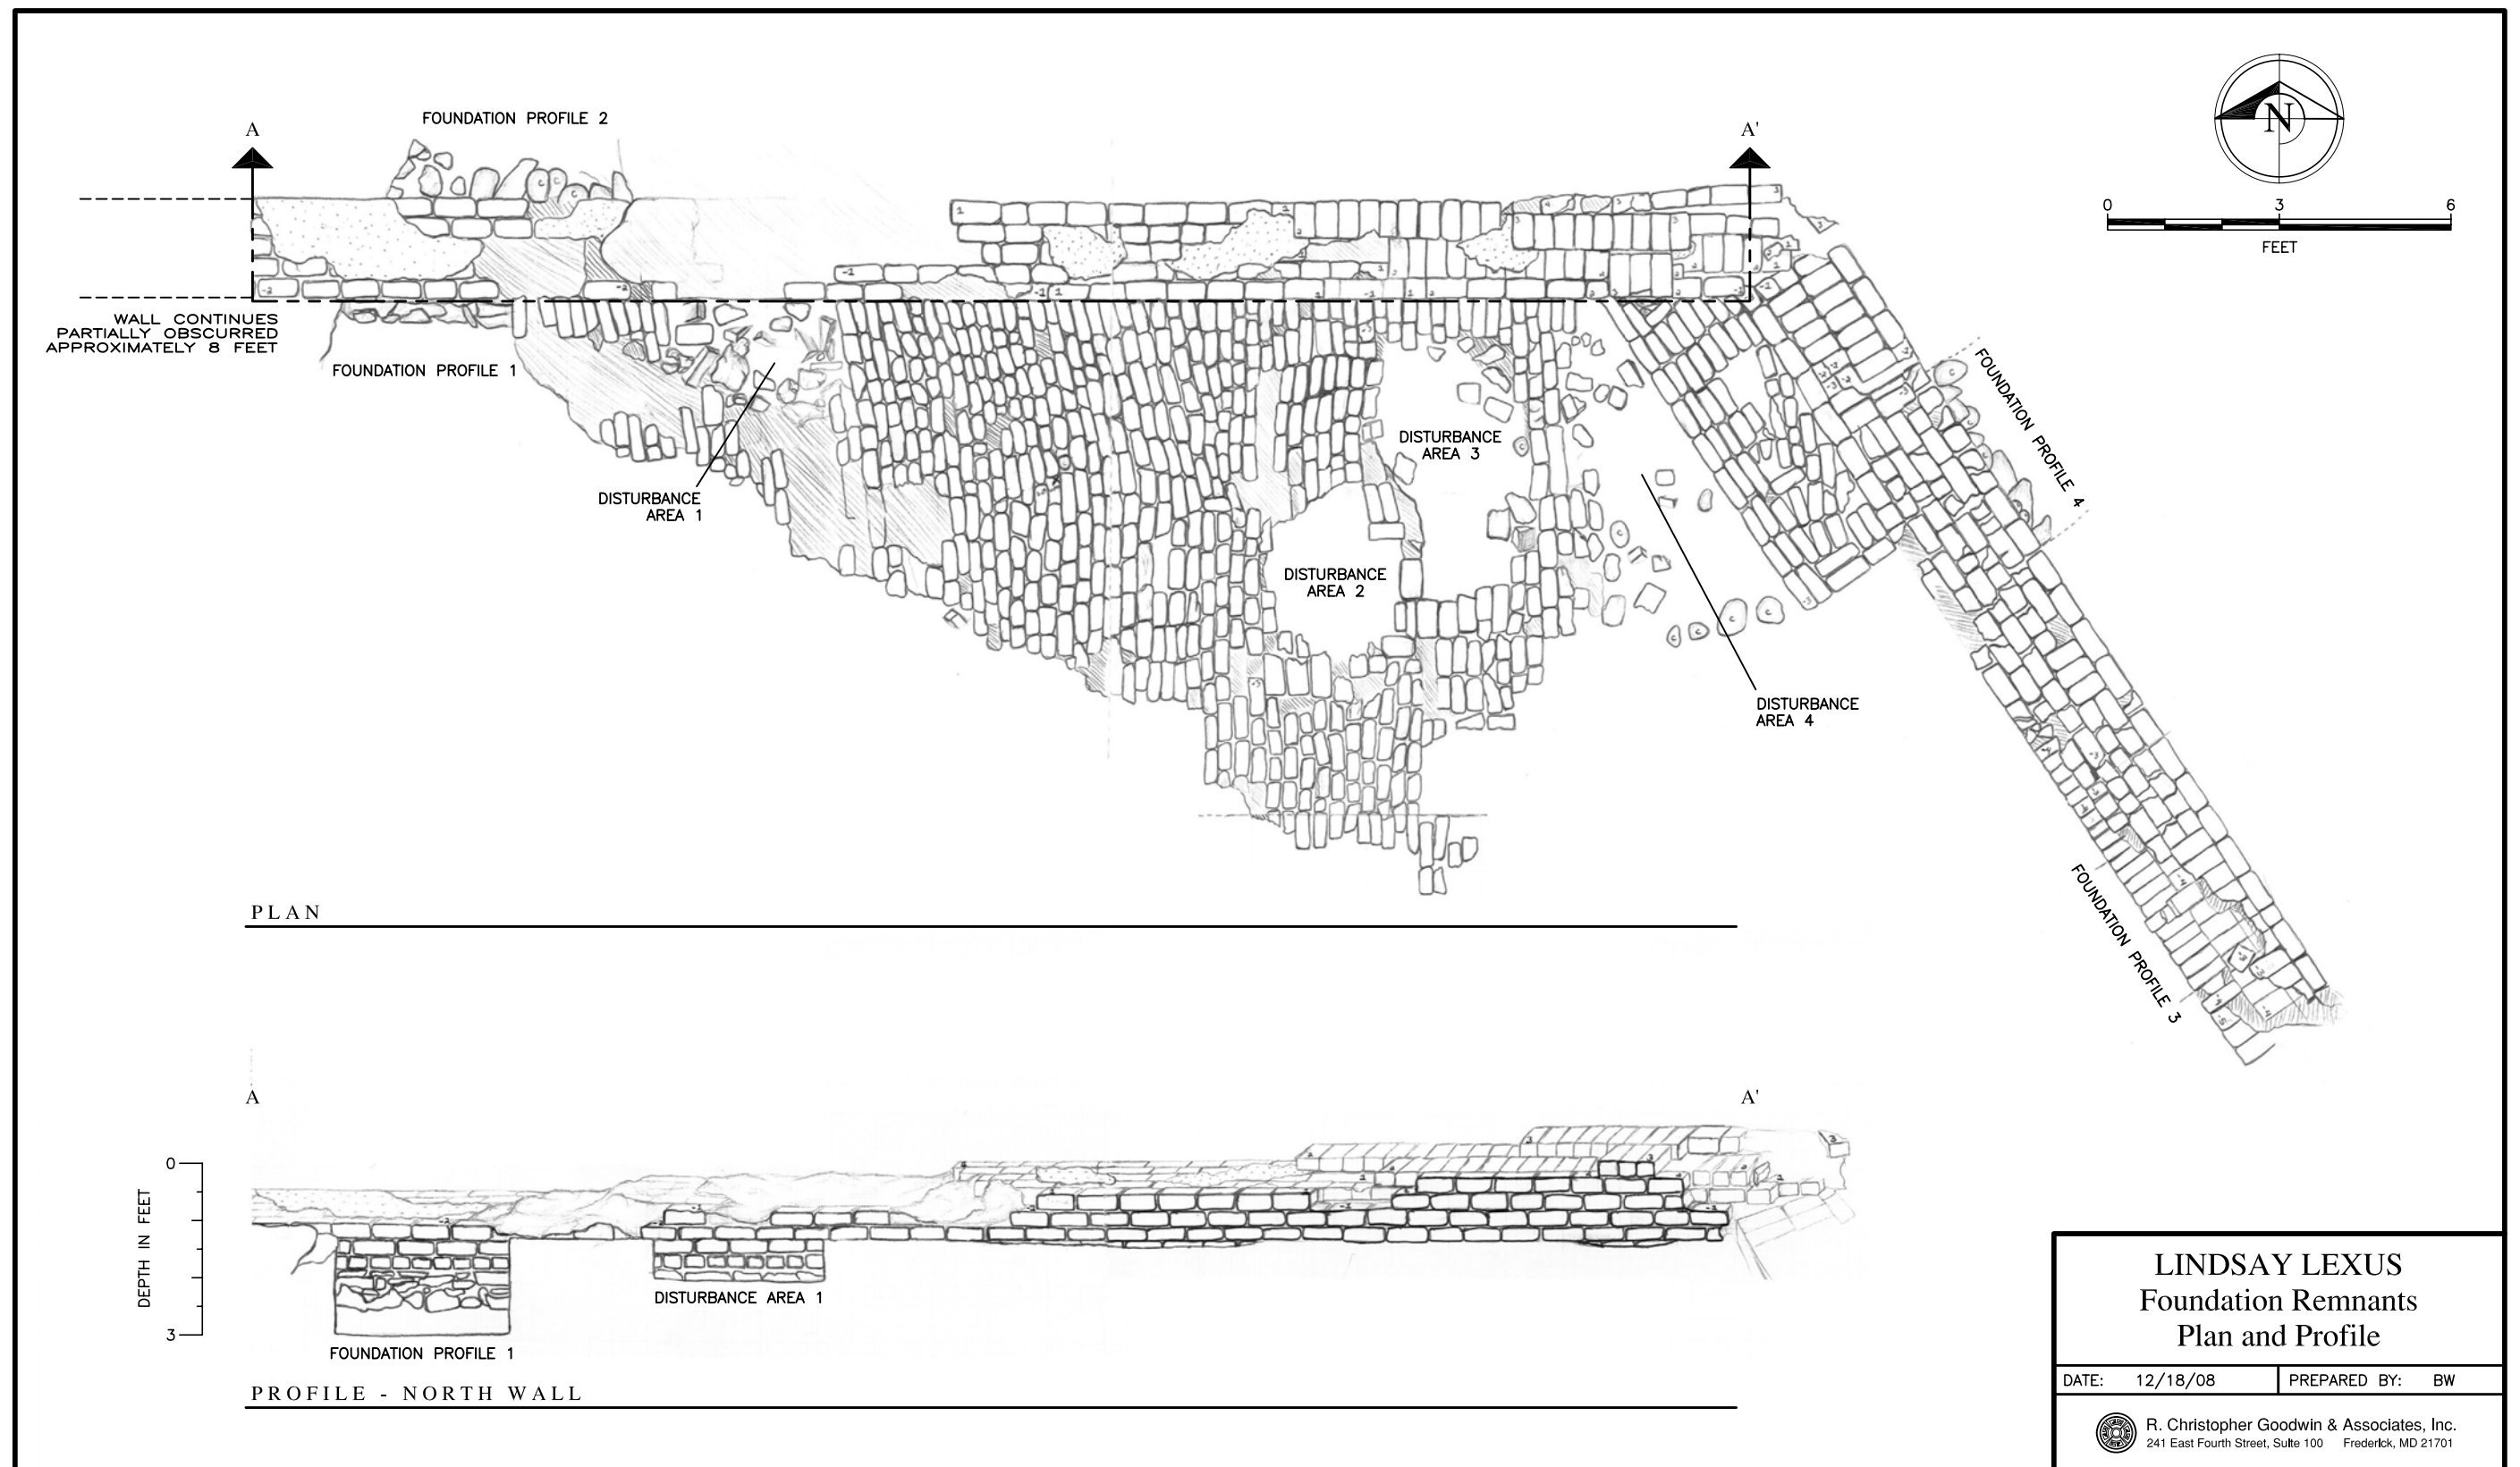 FOUNDATION PROFILE 2
A
A'
N
0 3 6
FEET
WALL CONTINUES
PARTIALLY OBSCURRED
APPROXIMATELY 8 FEET
FOUNDATION PROFILE 1
FOUNDATION PROFILE 4
DISTURBANCE
AREA 3
DISTURBANCE
AREA 1
DISTURBANCE
AREA 2
DISTURBANCE
AREA 4
FOUNDATION PROFILE 3
PLAN
A
A'
0
DEPTH IN FEET
3
DISTURBANCE AREA 1
FOUNDATION PROFILE 1
PROFILE - NORTH WALL
LINDSAY LEXUS
Foundation Remnants
Plan and Profile
DATE: 12/18/08 PREPARED BY: BW
R. Christopher Goodwin & Associates, Inc.
241 East Fourth Street, Suite 100 Frederick, MD 21701